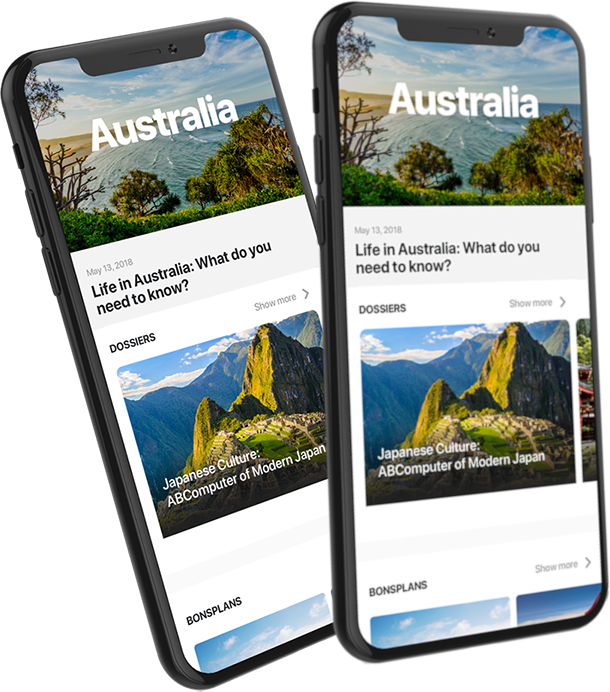 Australia
May 13, 2018
Life in Australia: What do you
need to know?
Show more
DOSSIERS
Japanese Culture:
ABComputer of Modern Japan
BONSPLANS
Australia
May 13, 2018
Life in Australia: What do you
need to know?
DOSSIERS
Show more
Japanese Culture:
ABComputer of Modern Japan
Show more
BONSPLANS